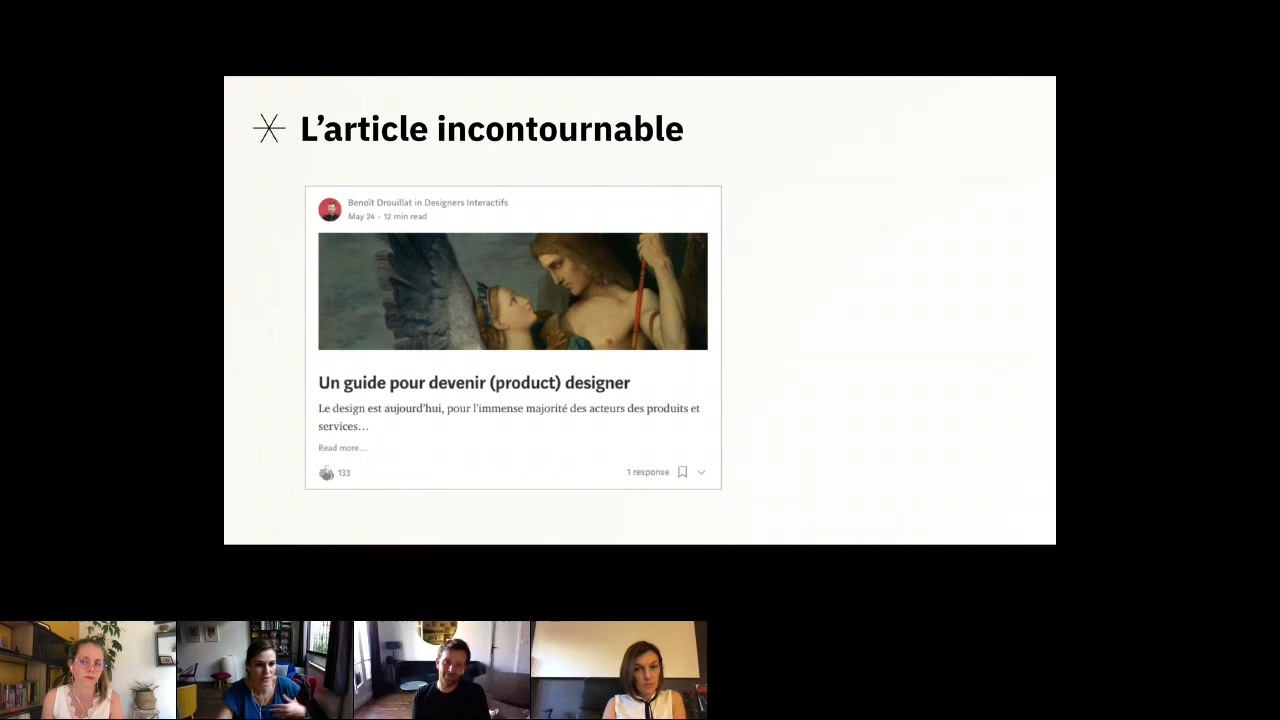 L’article incontournable
Benoît Drouillat in Designers Interactifs
May 24 · 12 min read
Un guide pour devenir (product) designer
Le design est aujourd’hui, pour l’immense majorité des acteurs des produits et
services…
Read more…
133
1 response